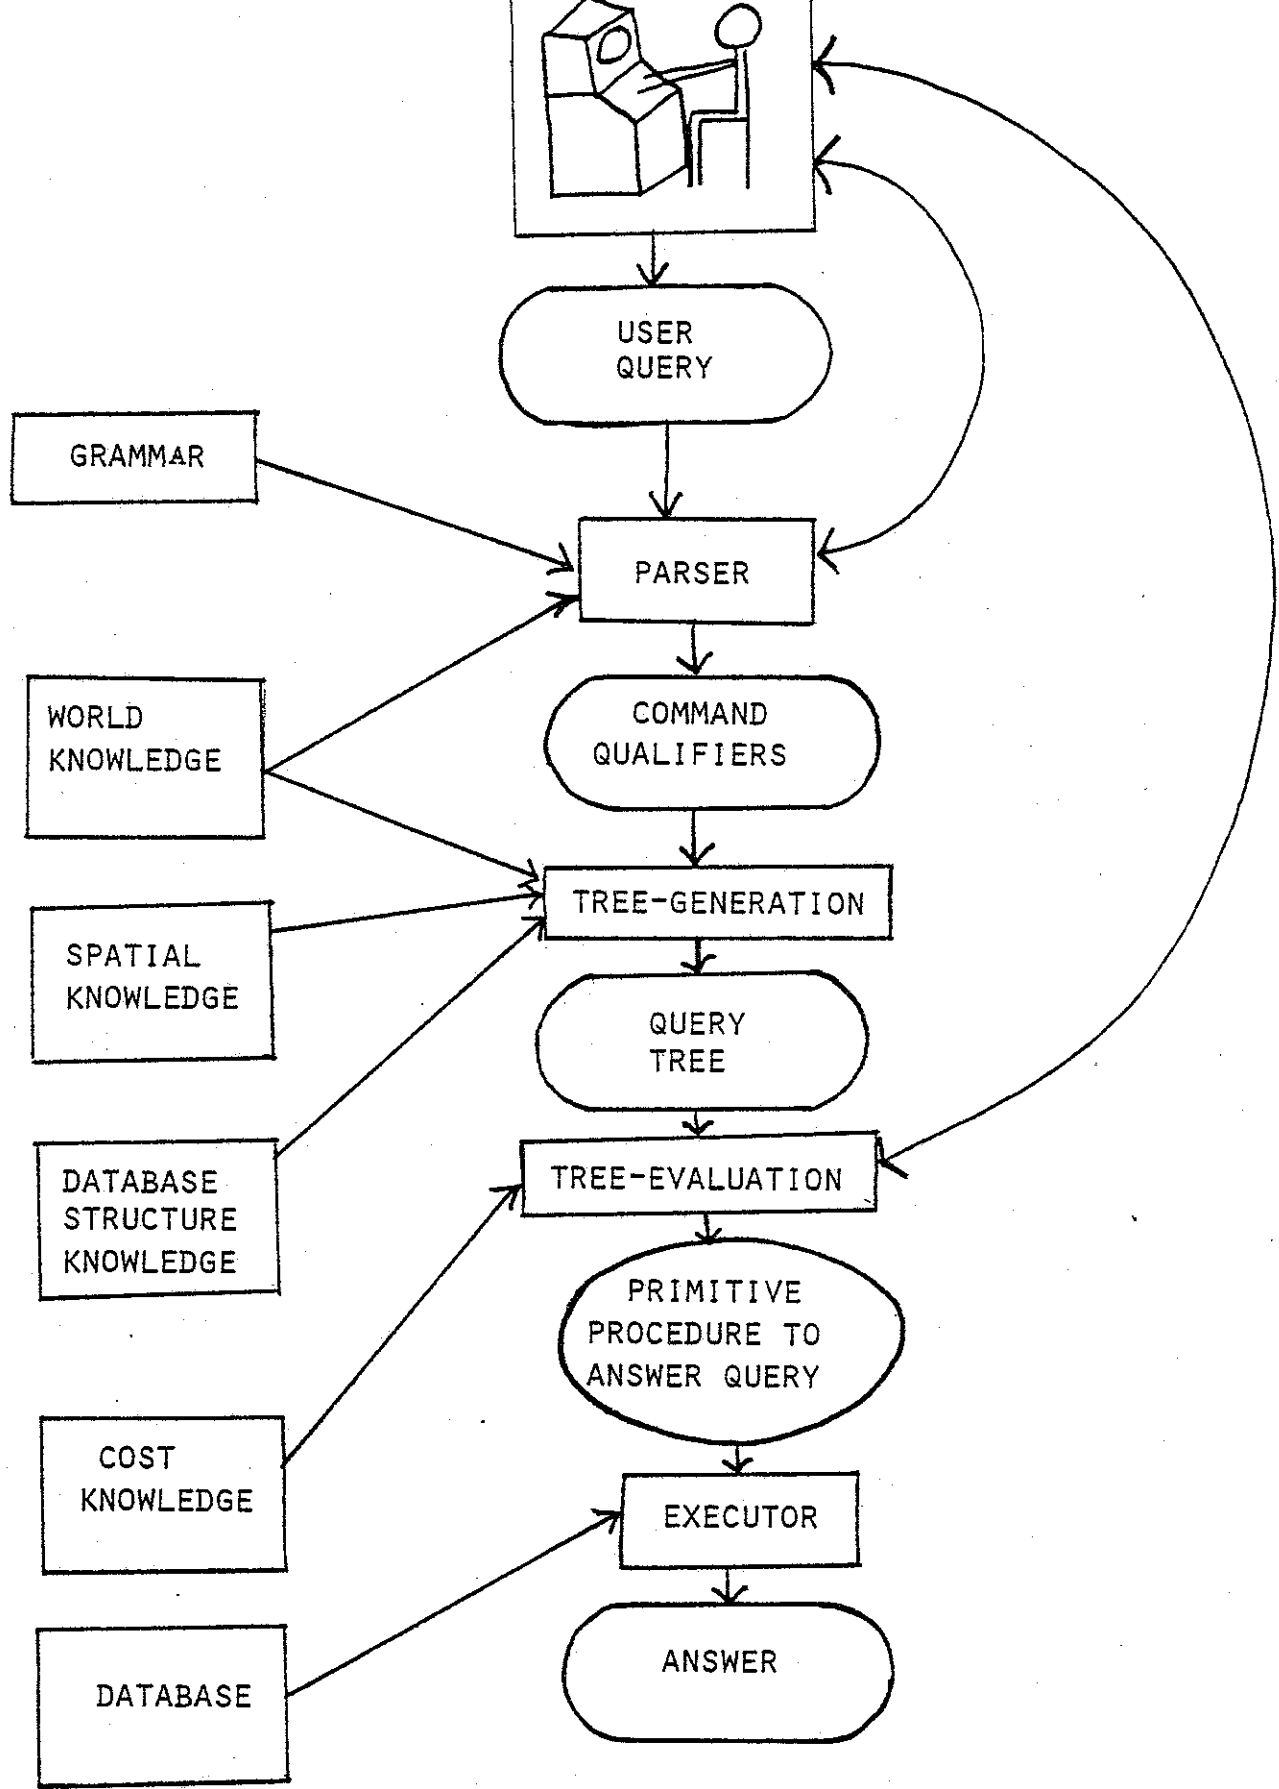 USER
QUERY
GRAMMAR
PARSER
WORLD
KNOWLEDGE
COMMAND
QUALIFIERS
TREE-GENERATION
SPATIAL
KNOWLEDGE
QUERY
TREE
DATABASE
STRUCTURE
KNOWLEDGE
TREE-EVALUATION
PRIMITIVE
PROCEDURE TO
ANSWER QUERY
COST
KNOWLEDGE
EXECUTOR
DATABASE
ANSWER